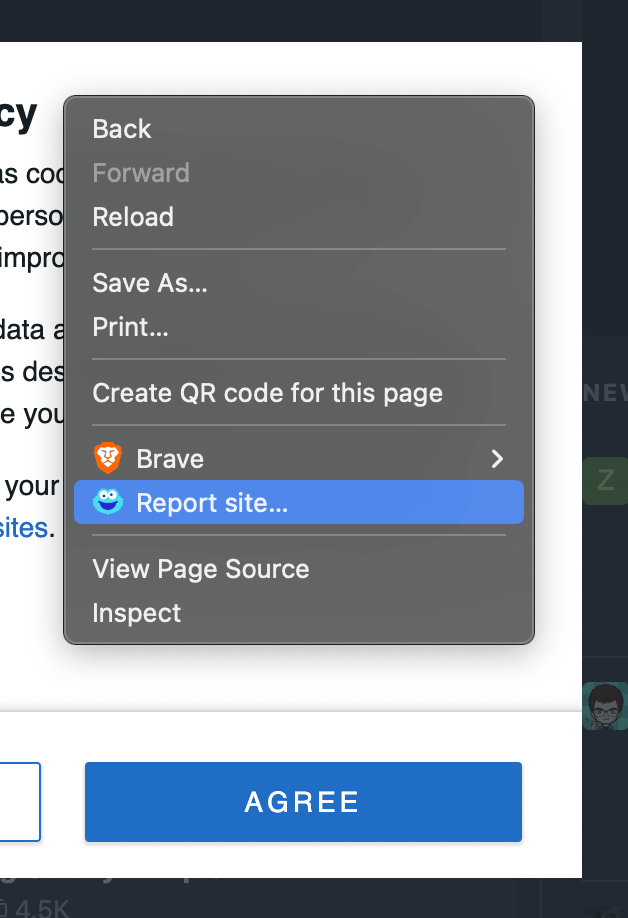 cy
Back
as coo
Forward
perso
Reload
impro
Save As...
data a
Print...
s des
Create QR code for this page
NEW
e you
Brave
Z
your
Report site...
sites.
View Page Source
Inspect
AGREE
4.5K